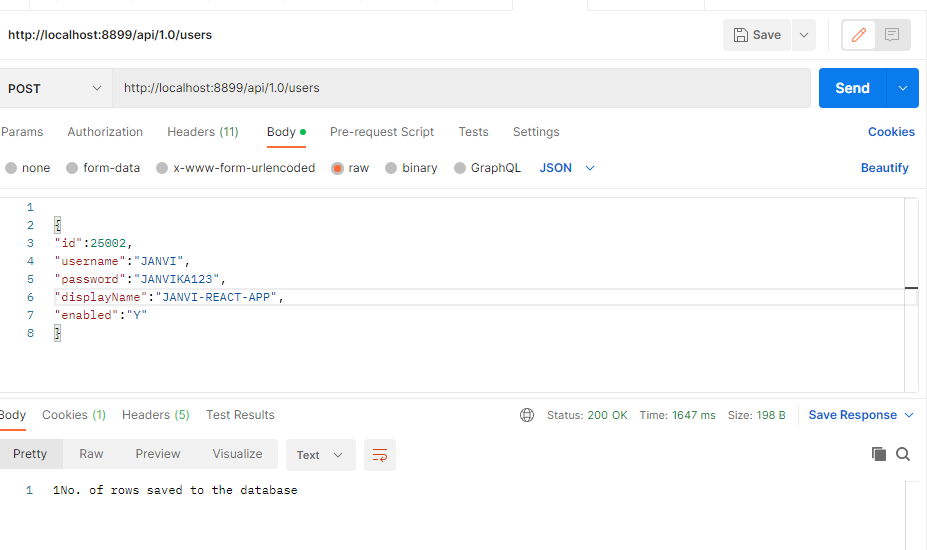 http://localhost:8899/api/1.0/users
Save
POST
http://localhost:8899/api/1.0/users
Send
Params Authorization Headers (11) Body Pre-request Script Tests Settings Cookies
none form-data x-www-form-urlencoded raw binary GraphQL JSON Beautify
1
2 {
3 "id":25002,
4 "username":"JANVI",
5 "password":"JANVIKA123",
6 "displayName":"JANVI-REACT-APP",
7 "enabled":"Y"
8 }
Body Cookies (1) Headers (5) Test Results Status: 200 OK Time: 1647 ms Size: 198 B Save Response
Pretty Raw Preview Visualize Text
1 1No. of rows saved to the database